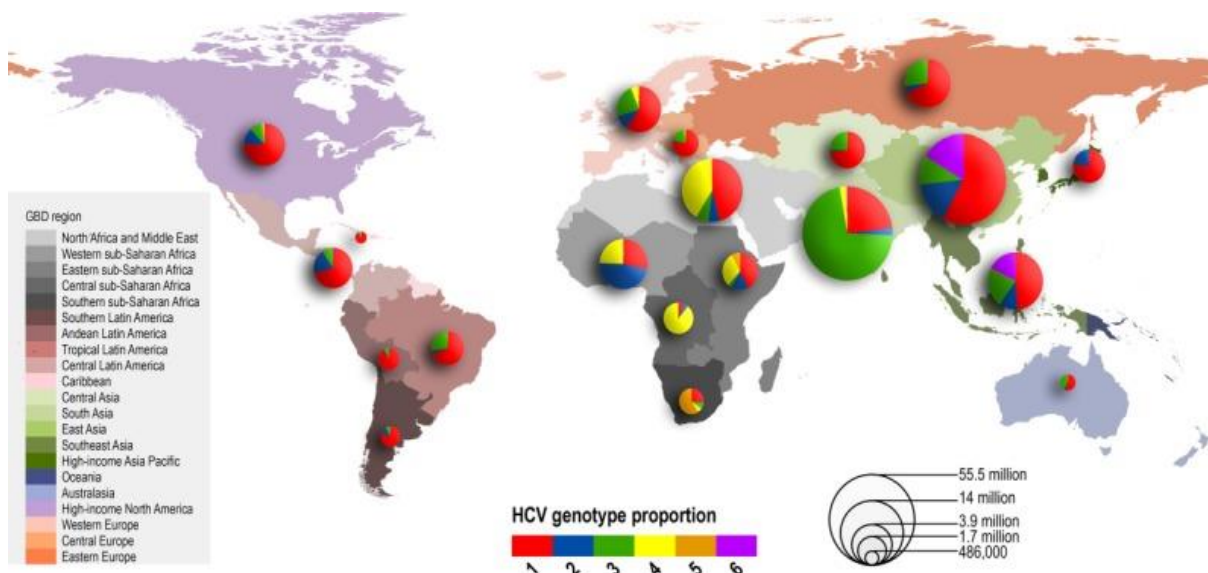 GBD region
North Africa and Middle East
Western sub-Saharan Africa
Eastern sub-Saharan Africa
Central sub-Saharan Africa
Southern sub-Saharan Africa
Southern Latin America
Andean Latin America
Tropical Latin America
Central Latin America
Caribbean
Central Asia
South Asia
East Asia
Southeast Asia
High-income Asia Pacific
Oceania
Australasia
High-income North America
Western Europe
Central Europe
Eastern Europe
HCV genotype proportion
1 2 3 4 5 6
55.5 million
14 million
3.9 million
1.7 million
486,000